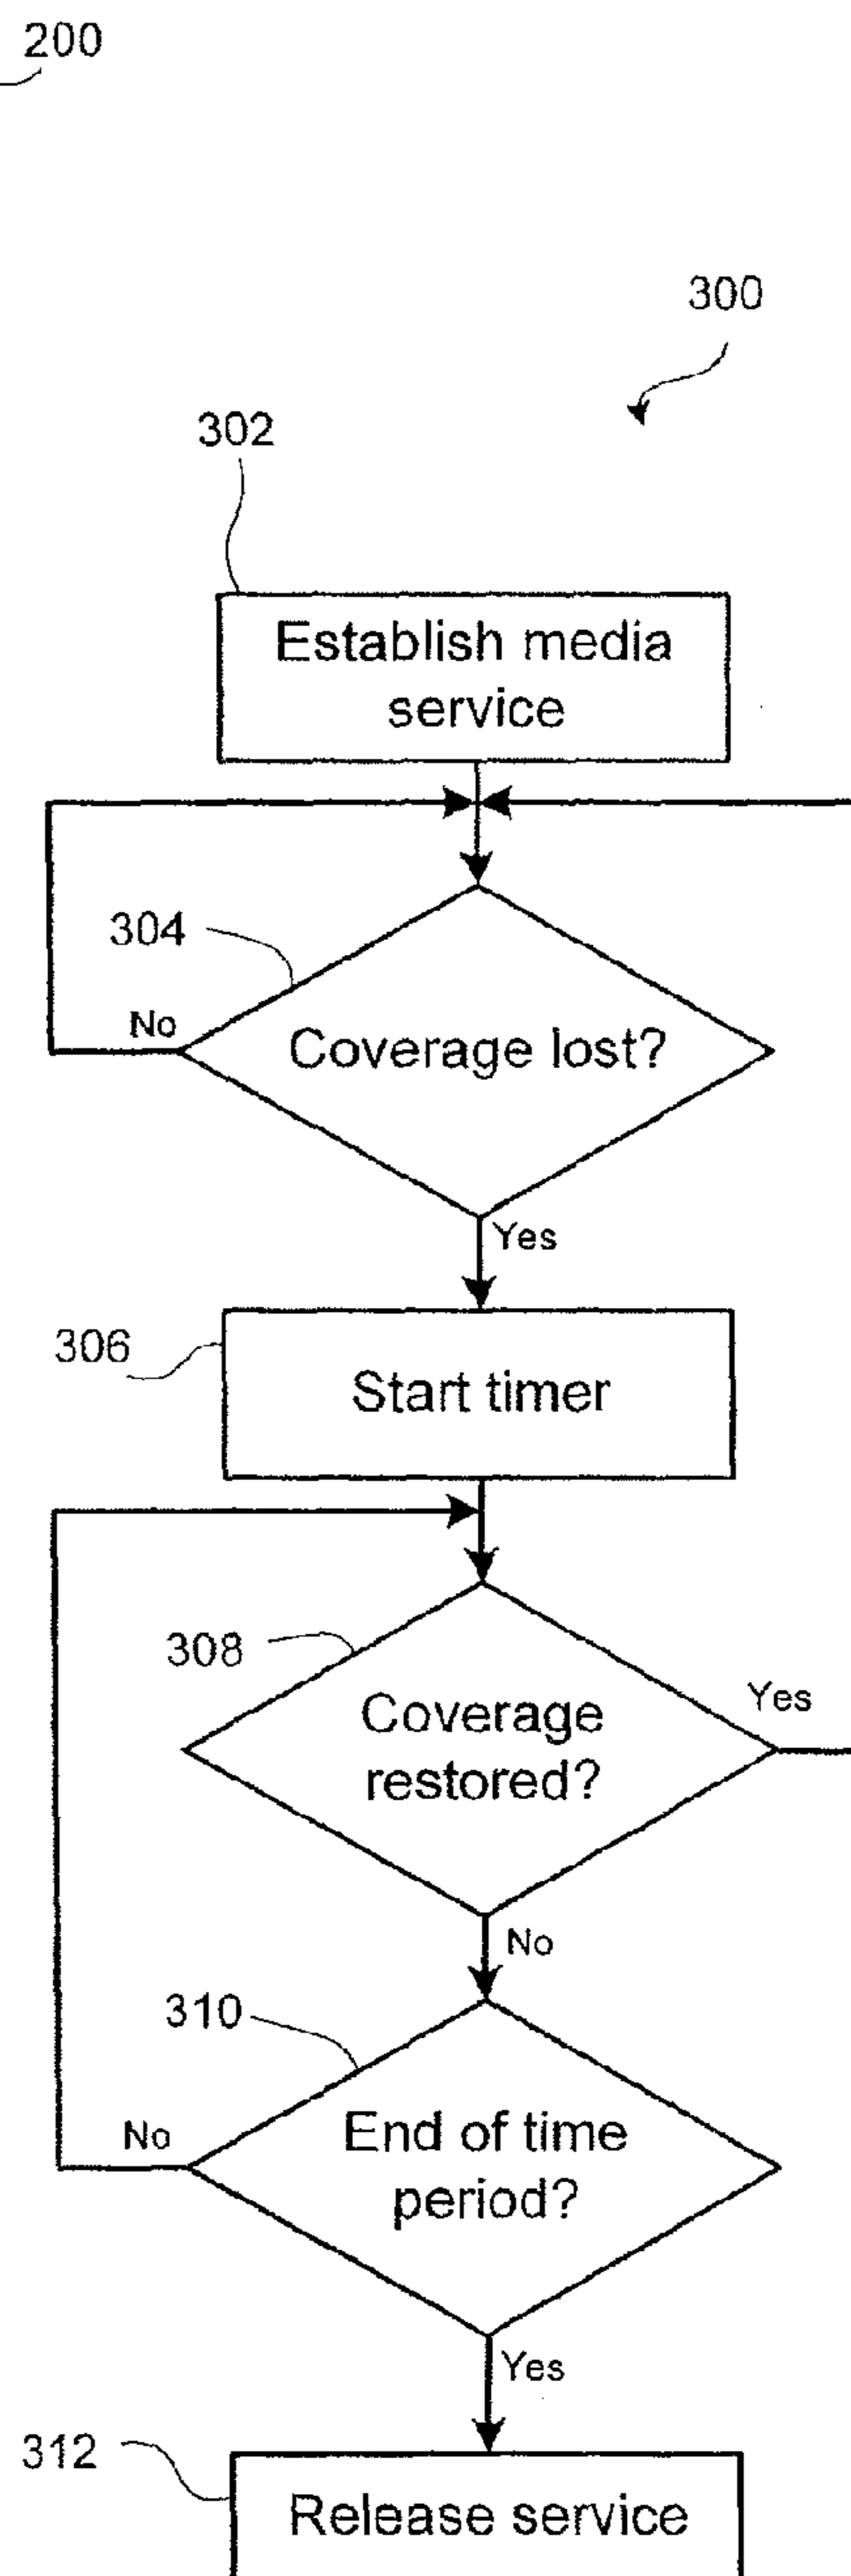 200
300
302
Establish media
service
304
No
Coverage lost?
Yes
306
Start timer
308
Coverage
restored?
Yes
No
310
End of time
period?
No
Yes
312
Release service